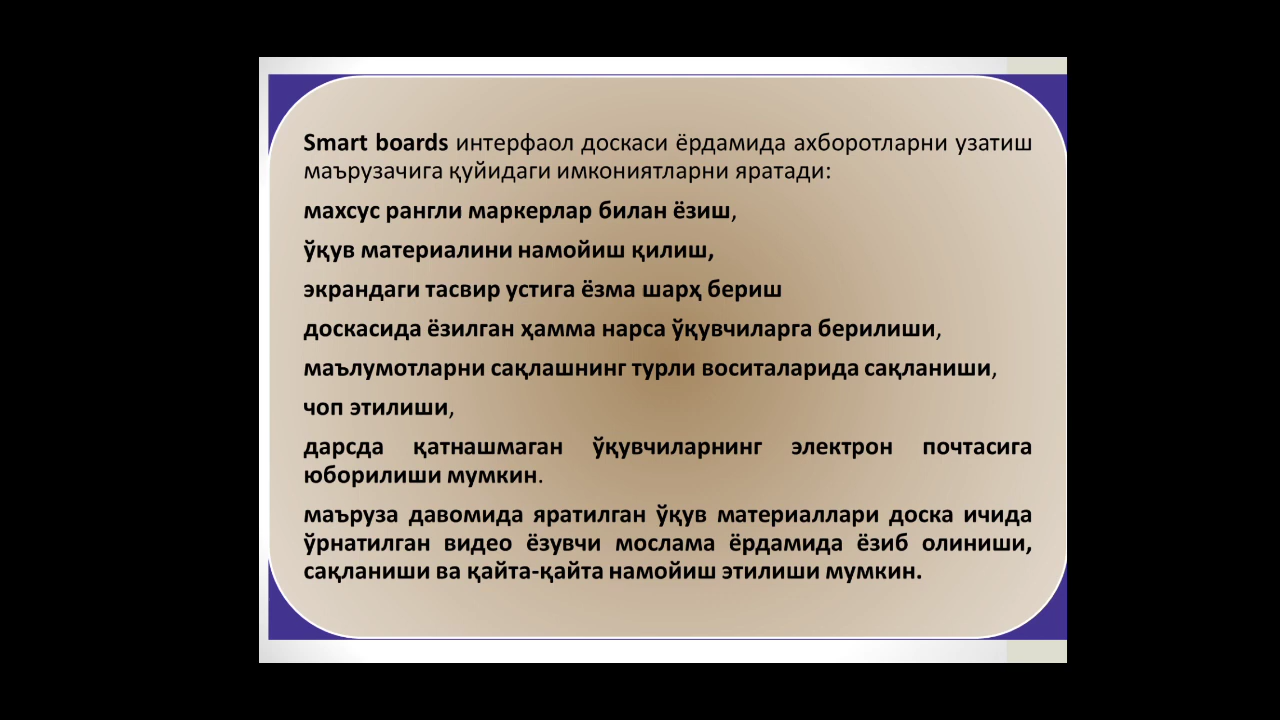 Smart boards интерфаол доскаси ёрдамида ахборотларни узатиш
маърузачига қуйидаги имкониятларни яратади:
махсус рангли маркерлар билан ёзиш,
ўқув материалини намойиш қилиш,
экрандаги тасвир устига ёзма шарҳ бериш
доскасида ёзилган ҳамма нарса ўқувчиларга берилиши,
маълумотларни сақлашнинг турли воситаларида сақланиши,
чоп этилиши,
дарсда қатнашмаган ўқувчиларнинг электрон почтасига
юборилиши мумкин.
маъруза давомида яратилган ўқув материаллари доска ичида
ўрнатилган видео ёзувчи мослама ёрдамида ёзиб олиниши,
сақланиши ва қайта-қайта намойиш этилиши мумкин.